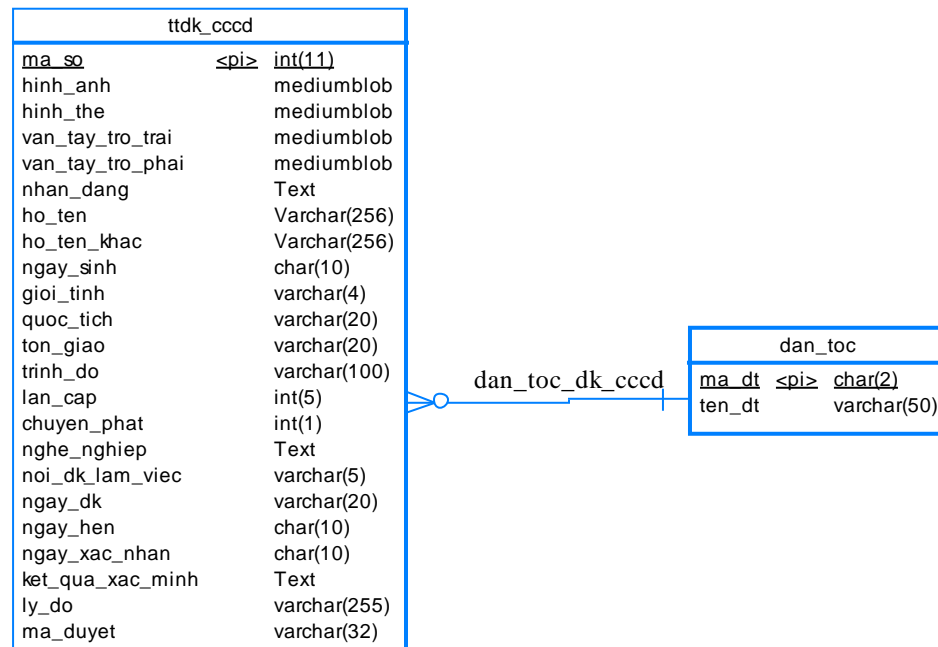 ttdk_cccd
ma_so <pi> int(11)
hinh_anh mediumblob
hinh_the mediumblob
van_tay_tro_trai mediumblob
van_tay_tro_phai mediumblob
nhan_dang Text
ho_ten Varchar(256)
ho_ten_khac Varchar(256)
ngay_sinh char(10)
gioi_tinh varchar(4)
quoc_tich varchar(20)
ton_giao varchar(20)
trinh_do varchar(100)
lan_cap int(5)
chuyen_phat int(1)
nghe_nghiep Text
noi_dk_lam_viec varchar(5)
ngay_dk varchar(20)
ngay_hen char(10)
ngay_xac_nhan char(10)
ket_qua_xac_minh Text
ly_do varchar(255)
ma_duyet varchar(32)
dan_toc_dk_cccd
dan_toc
ma_dt <pi> char(2)
ten_dt varchar(50)